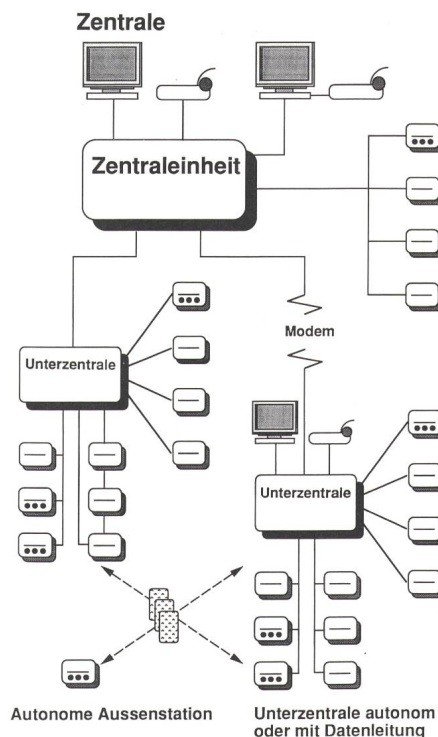 Zentrale
Zentraleinheit
Modem
Unterzentrale
Unterzentrale
Autonome Aussenstation
Unterzentrale autonom
oder mit Datenleitung